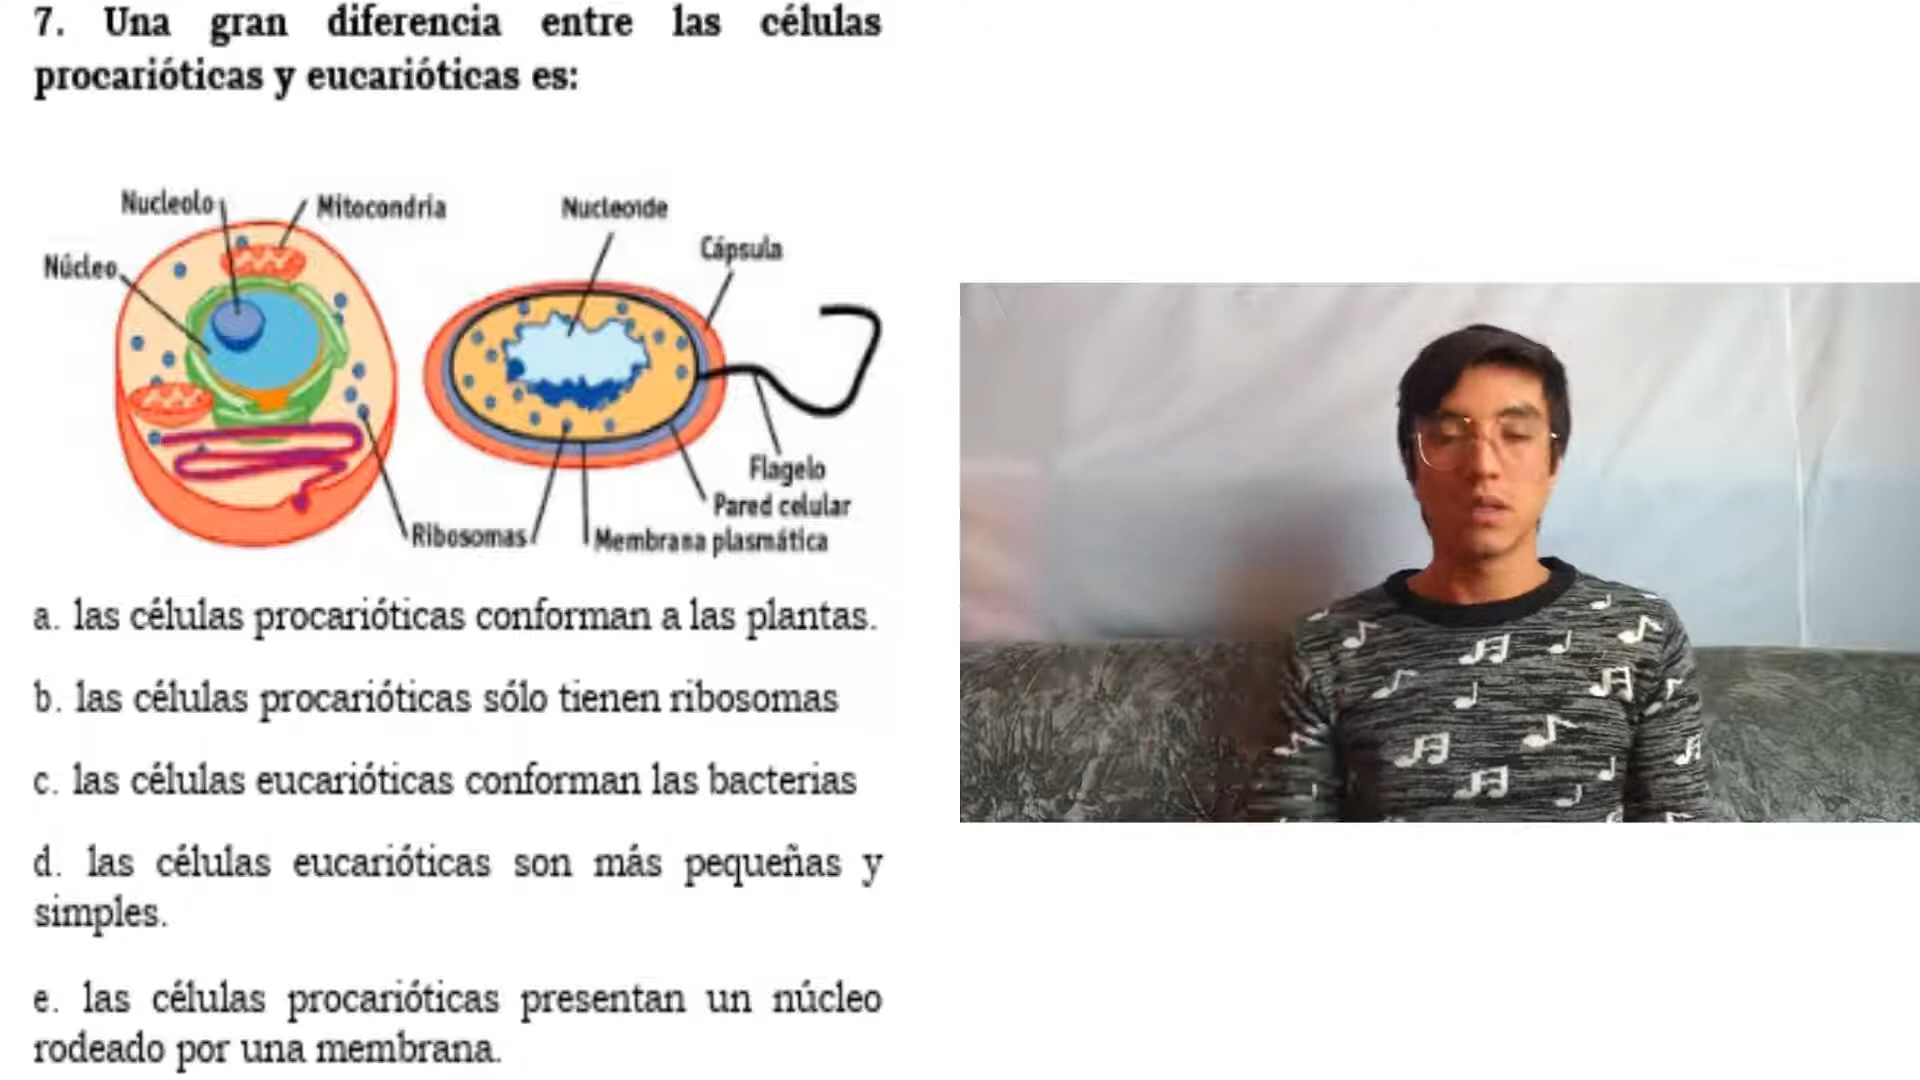 7. Una gran diferencia entre las células
procarióticas y eucarióticas es:
Nucleolo
Mitocondria
Nucleoide
Cápsula
Núcleo
Flagelo
Pared celular
Ribosomas
Membrana plasmática
a. las células procarióticas conforman a las plantas.
b. las células procarióticas sólo tienen ribosomas
c. las células eucarióticas conforman las bacterias
d. las células eucarióticas son más pequeñas y
simples.
e. las células procarióticas presentan un núcleo
rodeado por una membrana.